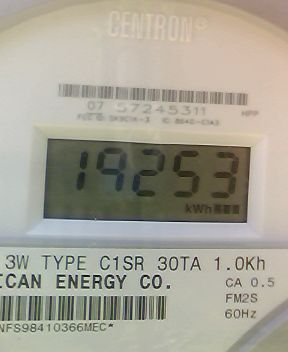 CENTRON®
07 57245311
19253
kWh
3W TYPE C1SR 30TA 1.0Kh
ICAN ENERGY CO.
CA 0.5
FM2S
60Hz
NFS98410366MEC*